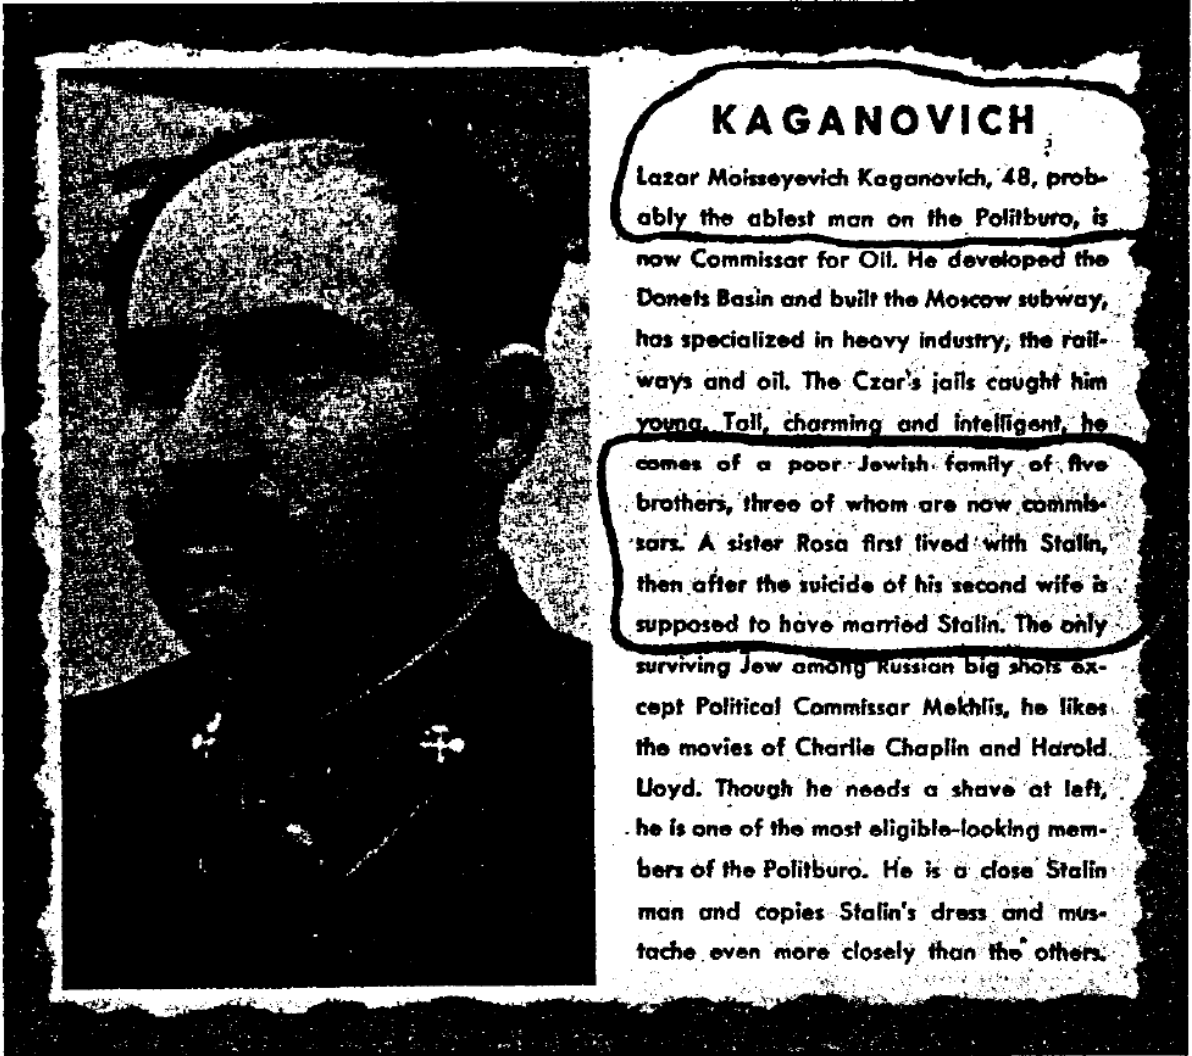 KAGANOVICH
Lazar Moisseyevich Kaganovich, 48, prob-
ably the ablest man on the Politburo, is
now Commissar for Oil. He developed the
Donets Basin and built the Moscow subway,
has specialized in heavy industry, the rail-
ways and oil. The Czar's jails caught him
young. Tall, charming and intelligent, he
comes of a poor Jewish family of five
brothers, three of whom are now commis-
sars. A sister Rosa first lived with Stalin,
then after the suicide of his second wife is
supposed to have married Stalin. The only
surviving Jew among Russian big shots ex-
cept Political Commissar Mekhlis, he likes
the movies of Charlie Chaplin and Harold
Lloyd. Though he needs a shave at left,
he is one of the most eligible-looking mem-
bers of the Politburo. He is a close Stalin
man and copies Stalin's dress and mus-
tache even more closely than the others.